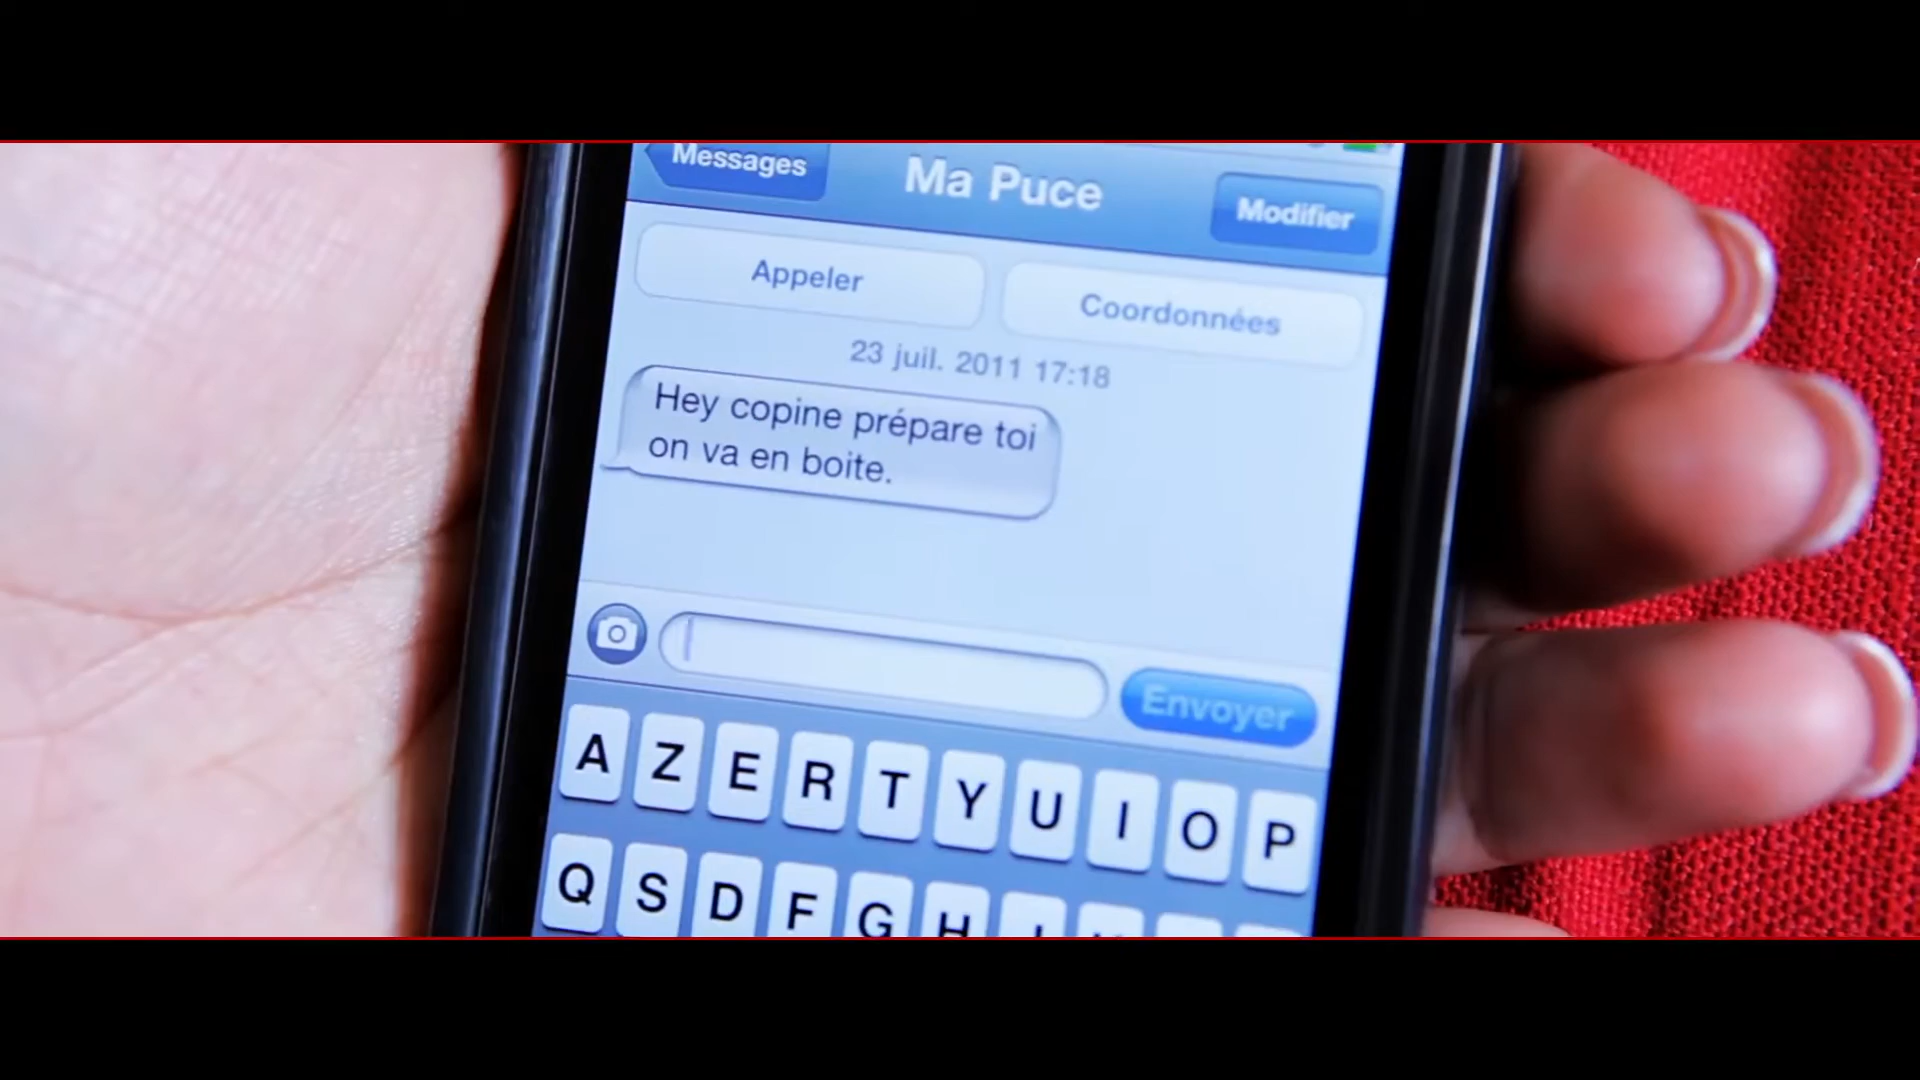 Messages
Ma Puce
Modifier
Appeler
Coordonnées
23 juil. 2011 17:18
Hey copine prépare toi
on va en boite.
Envoyer
A Z E R T Y U I O P
Q S D F G H